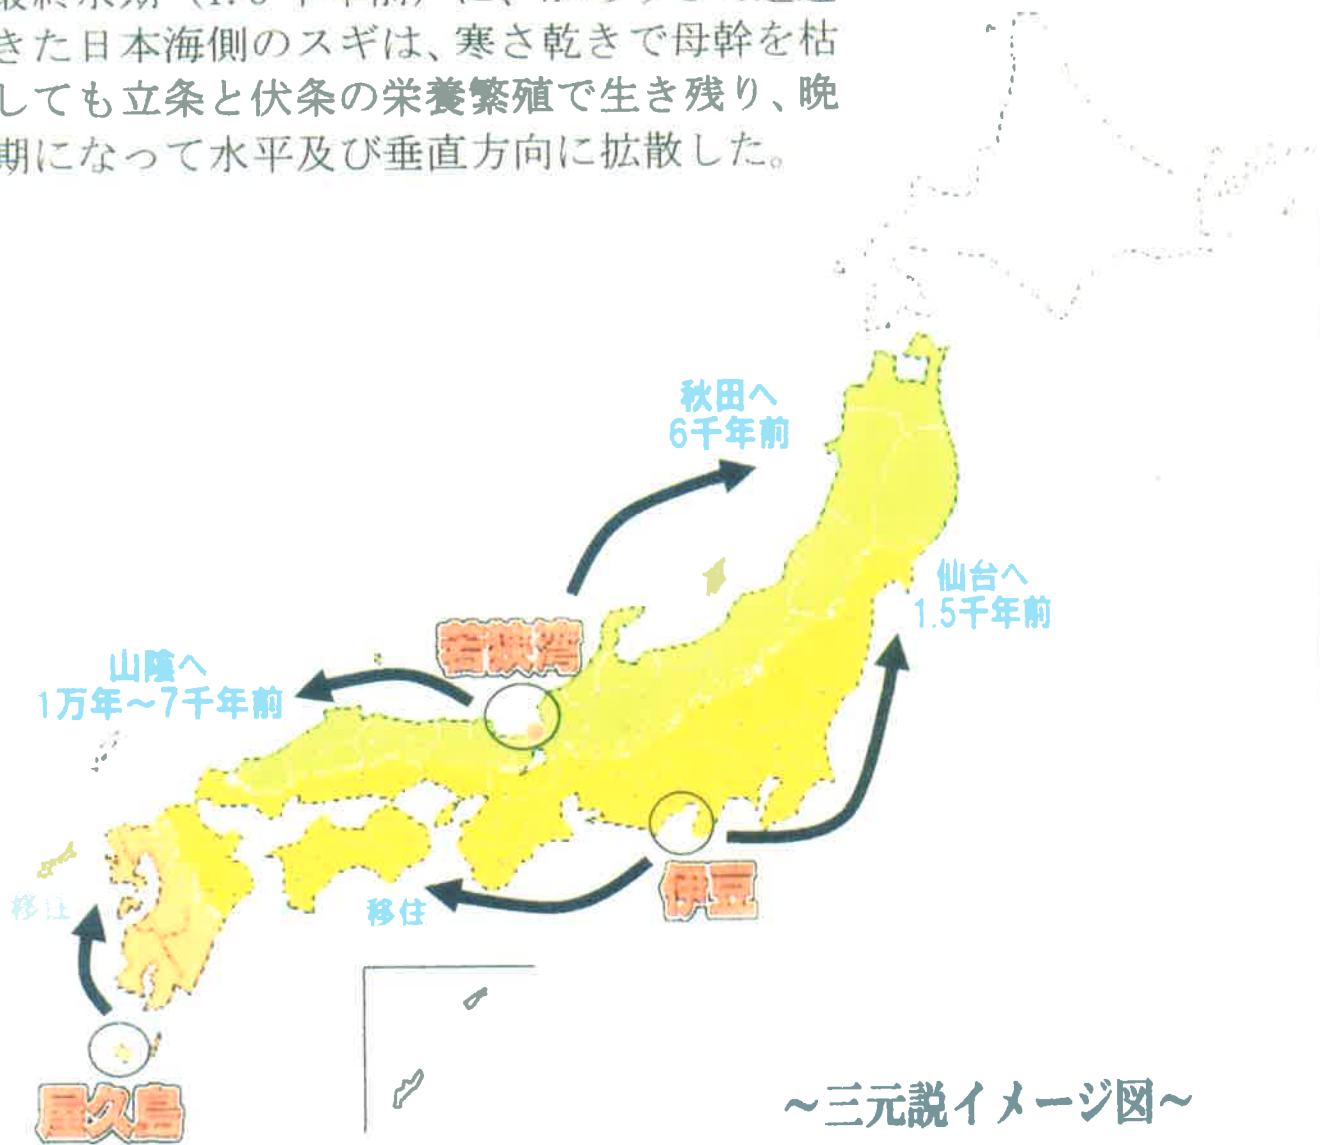 きた日本海側のスギは、寒さ乾きで母幹を枯
しても立条と伏条の栄養繁殖で生き残り、晩
期になって水平及び垂直方向に拡散した。
秋田へ
6千年前
仙台へ
1.5千年前
若狭湾
山陰へ
1万年～7千年前
伊豆
移住
移住
屋久島
～三元説イメージ図～